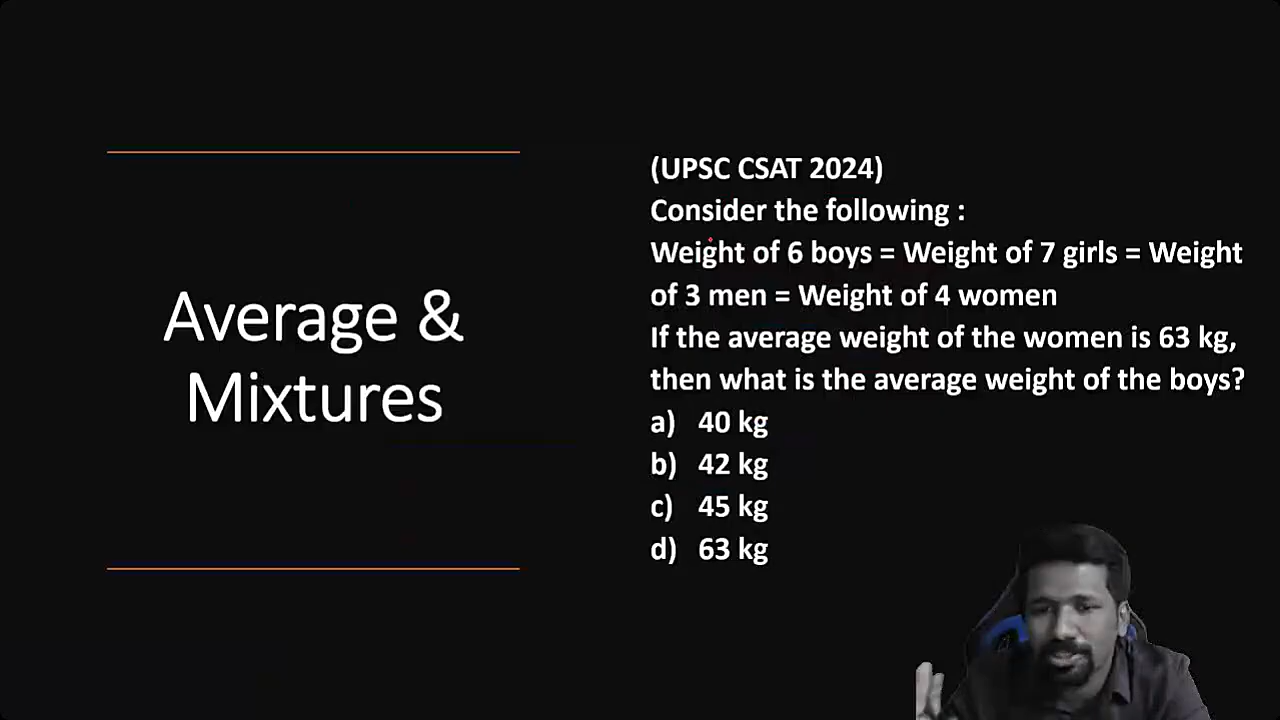 Average &
Mixtures
(UPSC CSAT 2024)
Consider the following :
Weight of 6 boys = Weight of 7 girls = Weight
of 3 men = Weight of 4 women
If the average weight of the women is 63 kg,
then what is the average weight of the boys?
a) 40 kg
b) 42 kg
c) 45 kg
d) 63 kg